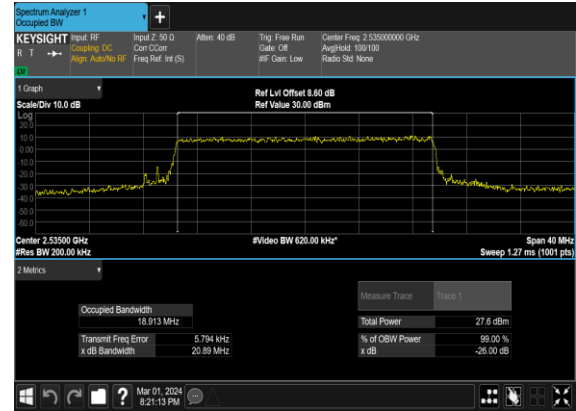 Spectrum Analyzer 1
Occupied BW
KEYSIGHT
R T
LU
Input: RF
Coupling: DC
Align: Auto/No RF
Input Z: 50 Ω
Corr CCorr
Freq Ref: Int (S)
Atten: 40 dB
Trig: Free Run
Gate: Off
#IF Gain: Low
Center Freq: 2.535000000 GHz
Avg|Hold: 100/100
Radio Std: None
1 Graph
Scale/Div 10.0 dB
Ref Lvl Offset 8.60 dB
Ref Value 30.00 dBm
Log
20.0
10.0
0.00
-10.0
-20.0
-30.0
-40.0
-50.0
-60.0
Center 2.53500 GHz
#Video BW 620.00 kHz*
Span 40 MHz
#Res BW 200.00 kHz
Sweep 1.27 ms (1001 pts)
2 Metrics
Measure Trace
Trace 1
Occupied Bandwidth
18.913 MHz
Total Power
27.6 dBm
Transmit Freq Error
5.794 kHz
% of OBW Power
99.00 %
x dB Bandwidth
20.89 MHz
x dB
-26.00 dB
?
Mar 01, 2024
8:21:13 PM